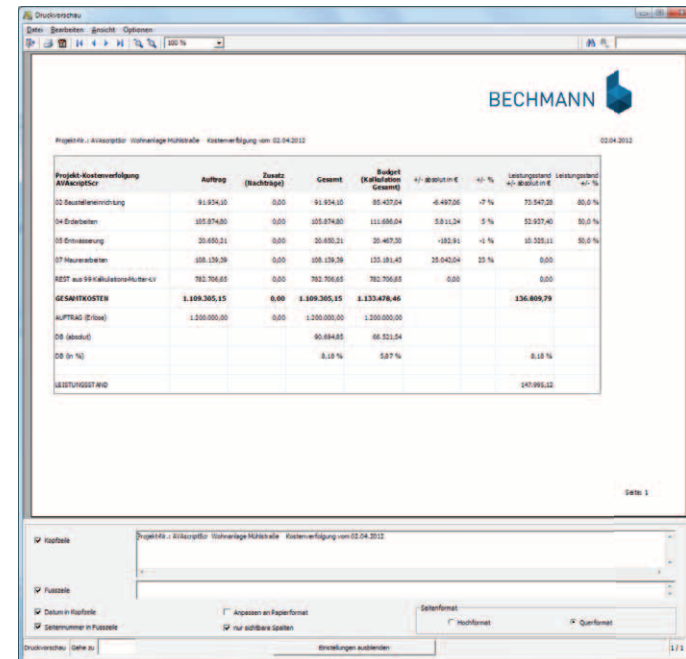 Druckvorschau
Datei Bearbeiten Ansicht Optionen
100 %
BECHMANN
Projekt-Nr.: AVAscriptScr Wohnanlage Mühlstraße Kostenverfolgung vom 02.04.2012 02.04.2012
Projekt-Kostenverfolgung AVAscriptScr Auftrag Zusatz (Nachträge) Gesamt Budget (Kalkulation Gesamt) +/- absolut in € +/- % Leistungsstand +/- absolut in € Leistungsstand +/- %
02 Baustelleneinrichtung 91.934,10 0,00 91.934,10 85.437,04 -6.497,06 -7 % 73.547,28 80,0 %
04 Erdarbeiten 105.874,80 0,00 105.874,80 111.686,04 5.811,24 5 % 52.937,40 50,0 %
05 Entwässerung 20.650,21 0,00 20.650,21 20.467,30 -182,91 -1 % 10.325,11 50,0 %
07 Maurerarbeiten 108.139,39 0,00 108.139,39 133.181,43 25.042,04 23 % 0,00
REST aus 99 Kalkulations-Mutter-LV 782.706,65 0,00 782.706,65 782.706,65 0,00 0,00
GESAMTKOSTEN 1.109.305,15 0,00 1.109.305,15 1.133.478,46 136.809,79
AUFTRAG (Erlöse) 1.200.000,00 0,00 1.200.000,00 1.200.000,00
DB (absolut) 90.694,85 66.521,54
DB (in %) 8,18 % 5,87 % 8,18 %
LEISTUNGSSTAND 147.995,12
Seite: 1
Kopfzeile
Projekt-Nr.: AVAscriptScr Wohnanlage Mühlstraße Kostenverfolgung vom 02.04.2012
Fusszeile
Datum in Kopfzeile Anpassen an Papierformat Seitenformat
Seitennummer in Fusszeile nur sichtbare Spalten Hochformat Querformat
Druckvorschau Gehe zu Einstellungen ausblenden 1/1